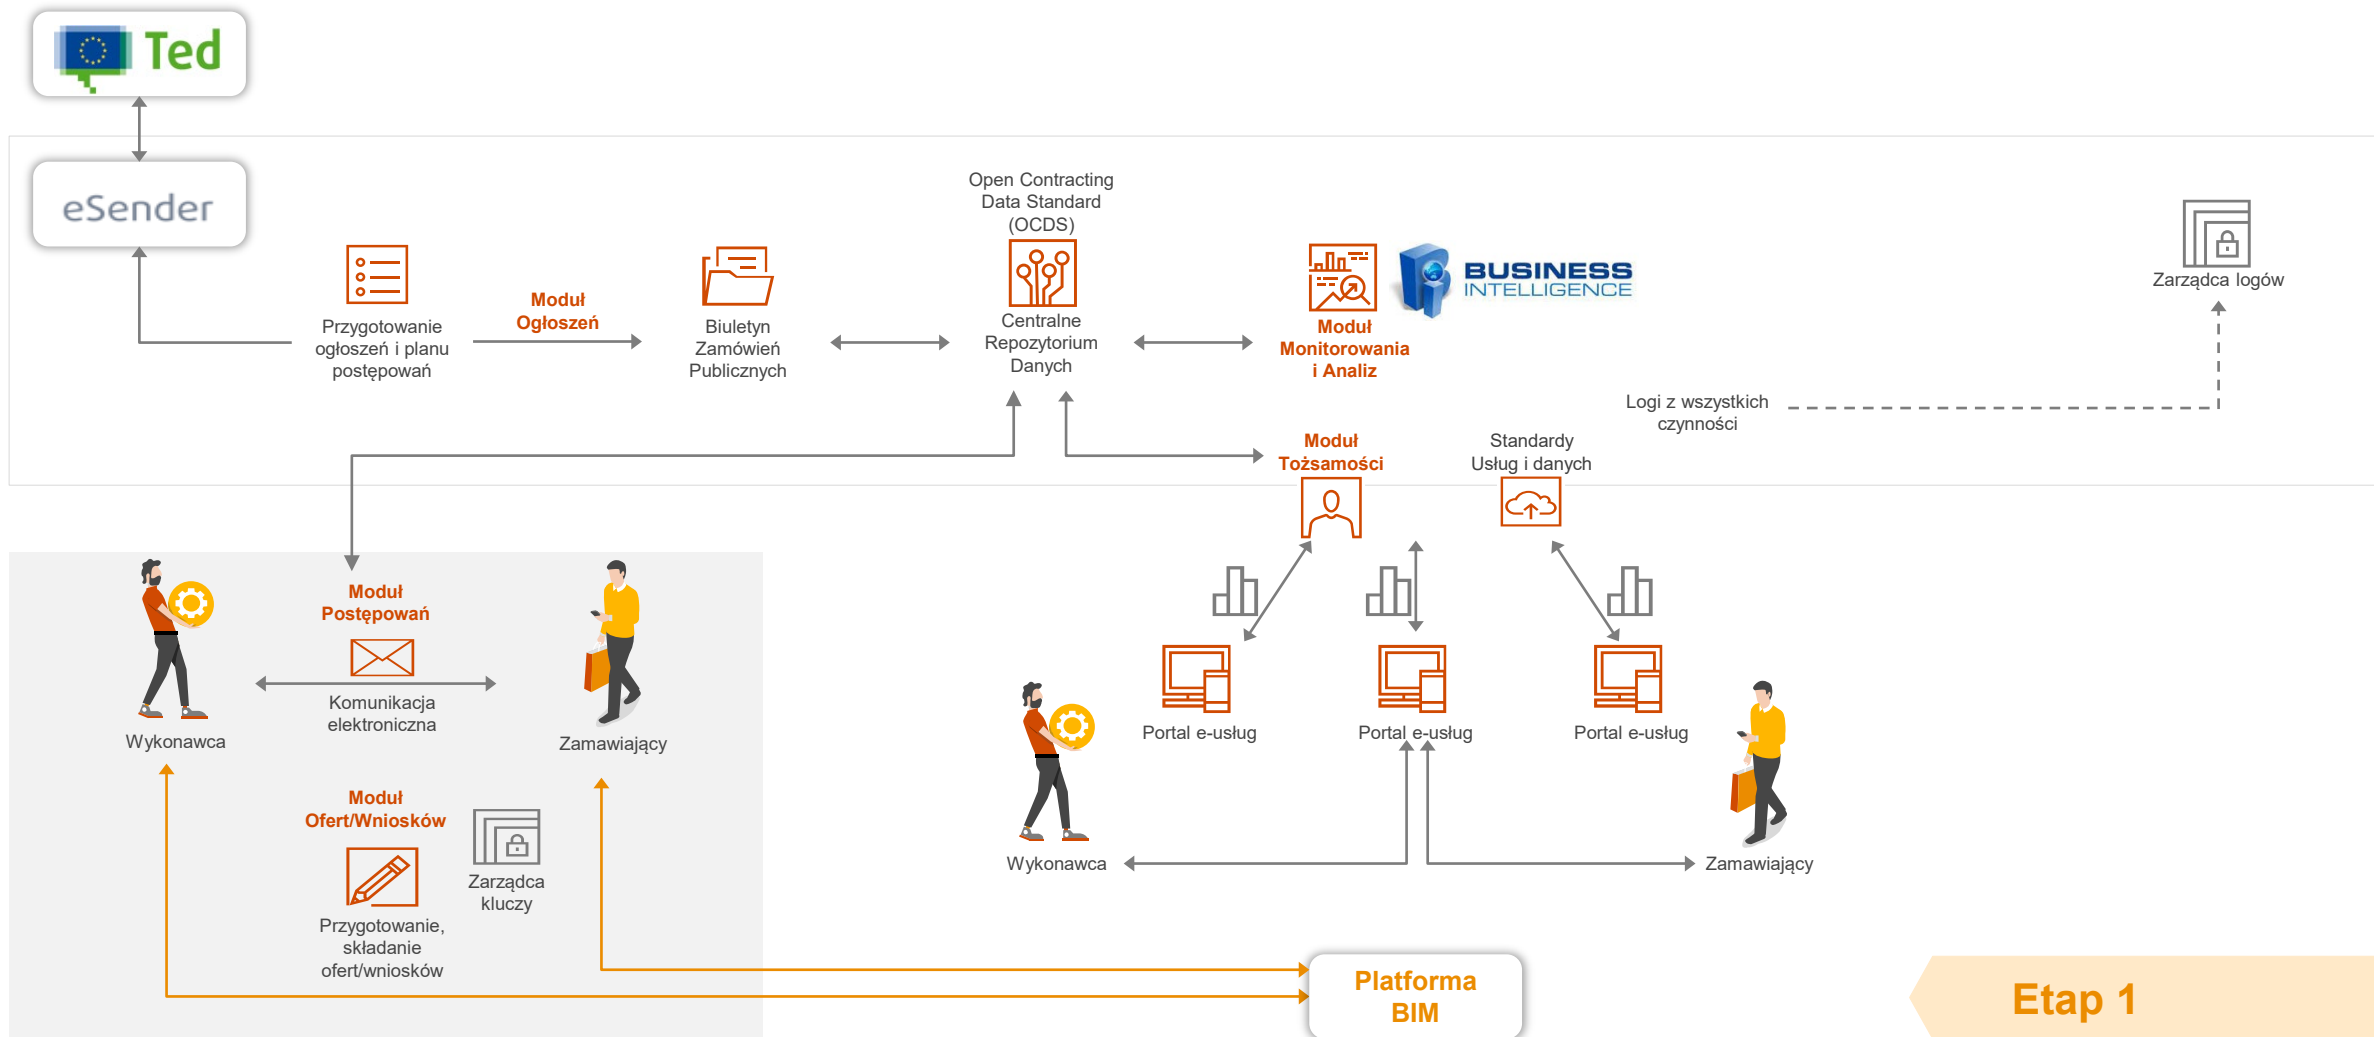 Ted
eSender
Przygotowanie
ogłoszeń i planu
postępowań
Moduł
Ogłoszeń
Biuletyn
Zamówień
Publicznych
Open Contracting
Data Standard
(OCDS)
Centralne
Repozytorium
Danych
Moduł
Monitorowania
i Analiz
BUSINESS
INTELLIGENCE
Zarządca logów
Logi z wszystkich
czynności
Moduł
Tożsamości
Standardy
Usług i danych
Moduł
Postępowań
Komunikacja
elektroniczna
Wykonawca
Zamawiający
Moduł
Ofert/Wniosków
Zarządca
kluczy
Przygotowanie,
składanie
ofert/wniosków
Portal e-usług
Portal e-usług
Portal e-usług
Wykonawca
Zamawiający
Platforma
BIM
Etap 1